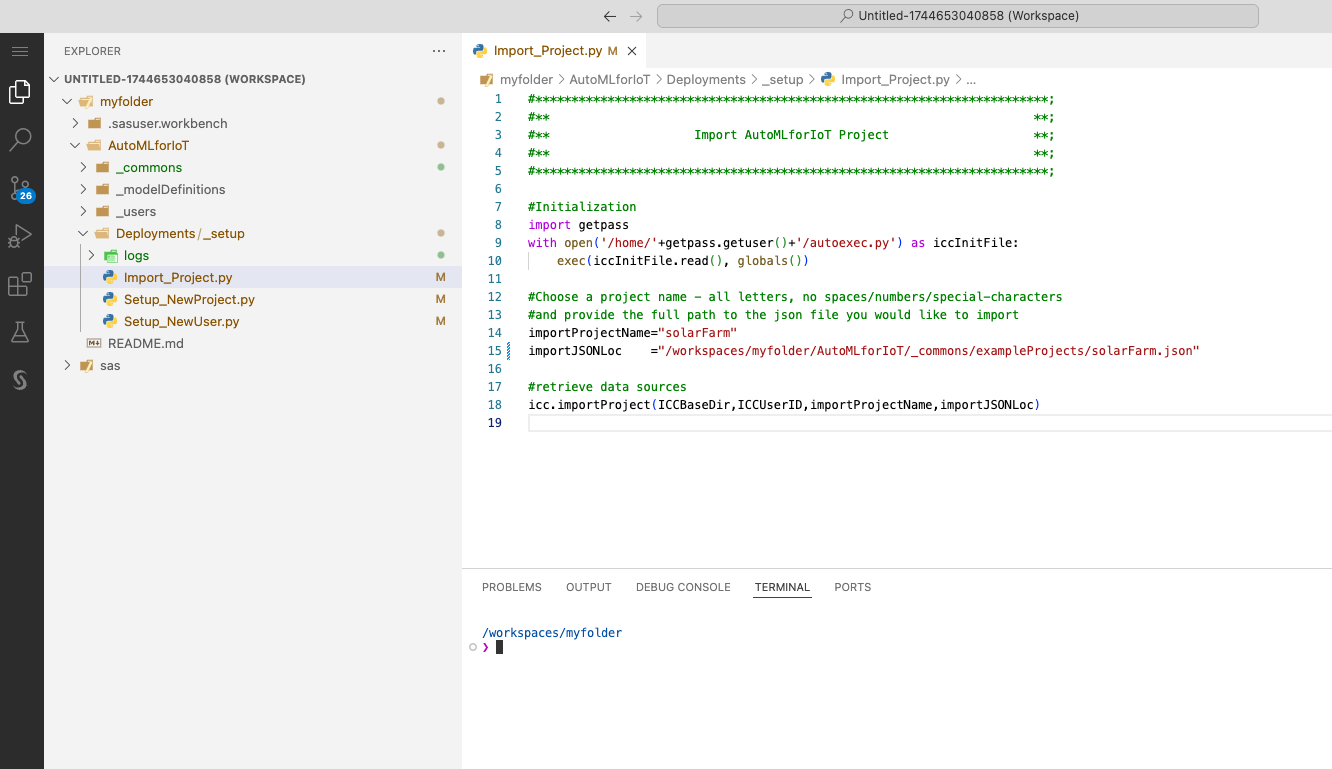 Untitled-1744653040858 (Workspace)
EXPLORER
UNTITLED-1744653040858 (WORKSPACE)
myfolder
.sasuser.workbench
AutoMLforIoT
_commons
_modelDefinitions
_users
Deployments / _setup
logs
Import_Project.py M
Setup_NewProject.py M
Setup_NewUser.py M
README.md
sas
26
Import_Project.py M
myfolder > AutoMLforIoT > Deployments > _setup > Import_Project.py > ...
1 #***********************************************************************;
2 #** **;
3 #** Import AutoMLforIoT Project **;
4 #** **;
5 #***********************************************************************;
6
7 #Initialization
8 import getpass
9 with open('/home/'+getpass.getuser()+'/autoexec.py') as iccInitFile:
10 exec(iccInitFile.read(), globals())
11
12 #Choose a project name - all letters, no spaces/numbers/special-characters
13 #and provide the full path to the json file you would like to import
14 importProjectName="solarFarm"
15 importJSONLoc ="/workspaces/myfolder/AutoMLforIoT/_commons/exampleProjects/solarFarm.json"
16
17 #retrieve data sources
18 icc.importProject(ICCBaseDir,ICCUserID,importProjectName,importJSONLoc)
19
PROBLEMS OUTPUT DEBUG CONSOLE TERMINAL PORTS
/workspaces/myfolder
❯